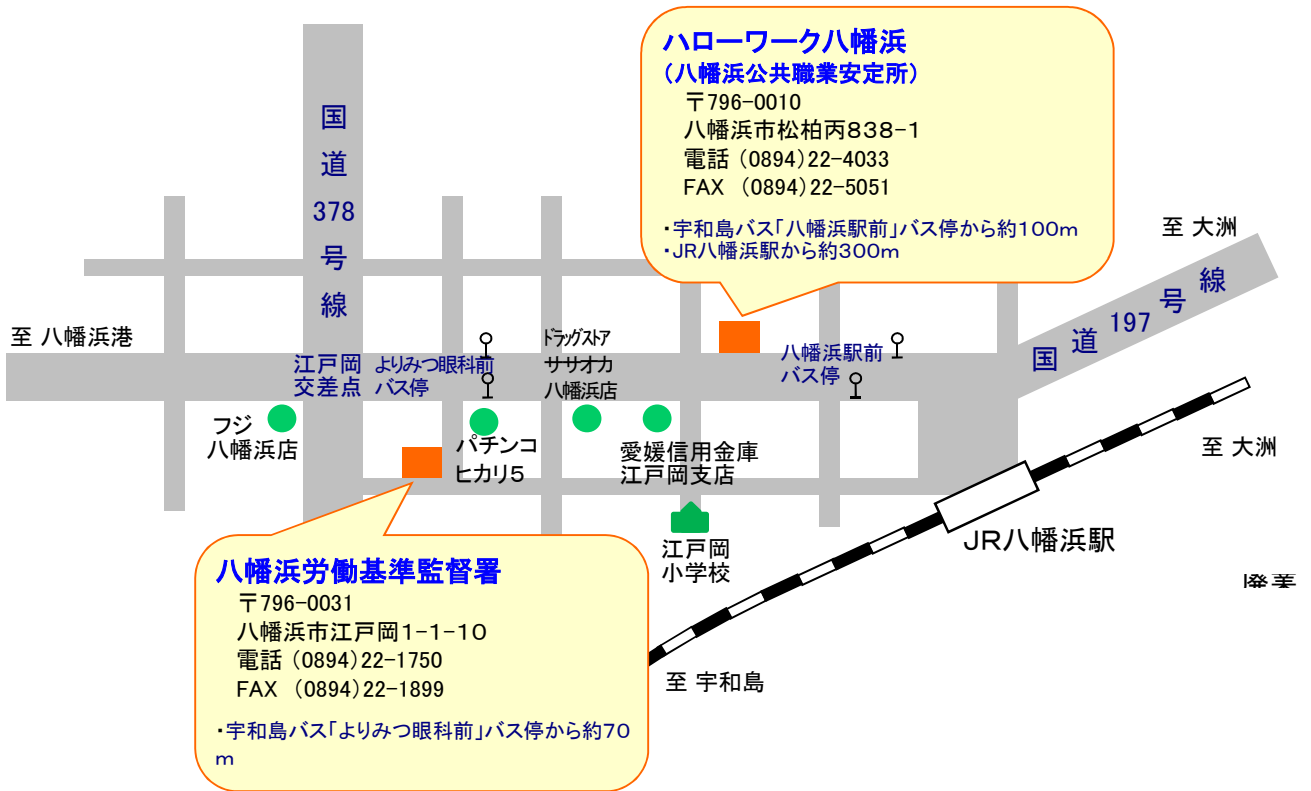 ハローワーク八幡浜
（八幡浜公共職業安定所）
〒796-0010
八幡浜市松柏丙838-1
電話 (0894)22-4033
FAX (0894)22-5051
・宇和島バス「八幡浜駅前」バス停から約100m
・JR八幡浜駅から約300m
国道378号線
至 大洲
国道197号線
至 八幡浜港
江戸岡
交差点
よりみつ眼科前
バス停
ドラッグストア
ササオカ
八幡浜店
八幡浜駅前
バス停
フジ
八幡浜店
パチンコ
ヒカリ5
愛媛信用金庫
江戸岡支店
至 大洲
江戸岡
小学校
JR八幡浜駅
至 宇和島
八幡浜労働基準監督署
〒796-0031
八幡浜市江戸岡1-1-10
電話 (0894)22-1750
FAX (0894)22-1899
・宇和島バス「よりみつ眼科前」バス停から約70
m